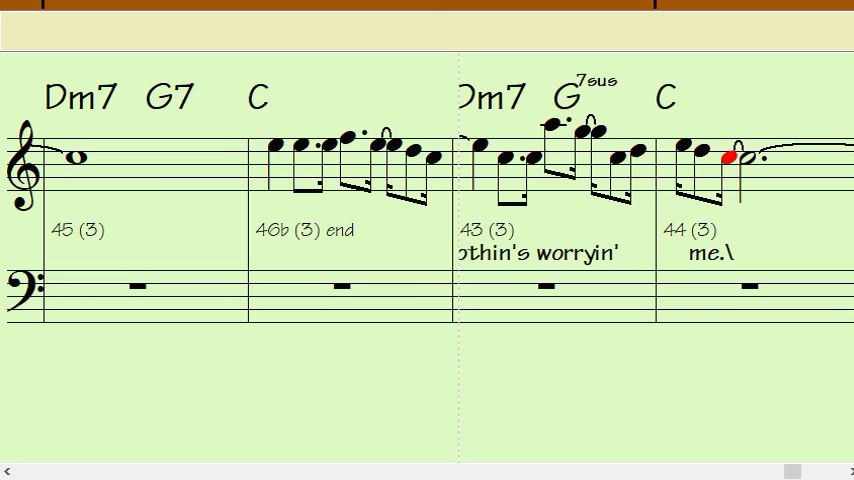 Dm7 G7 C Dm7 G7sus C
45 (3) 46b (3) end 43 (3) 44 (3)
othin's worryin' me.\